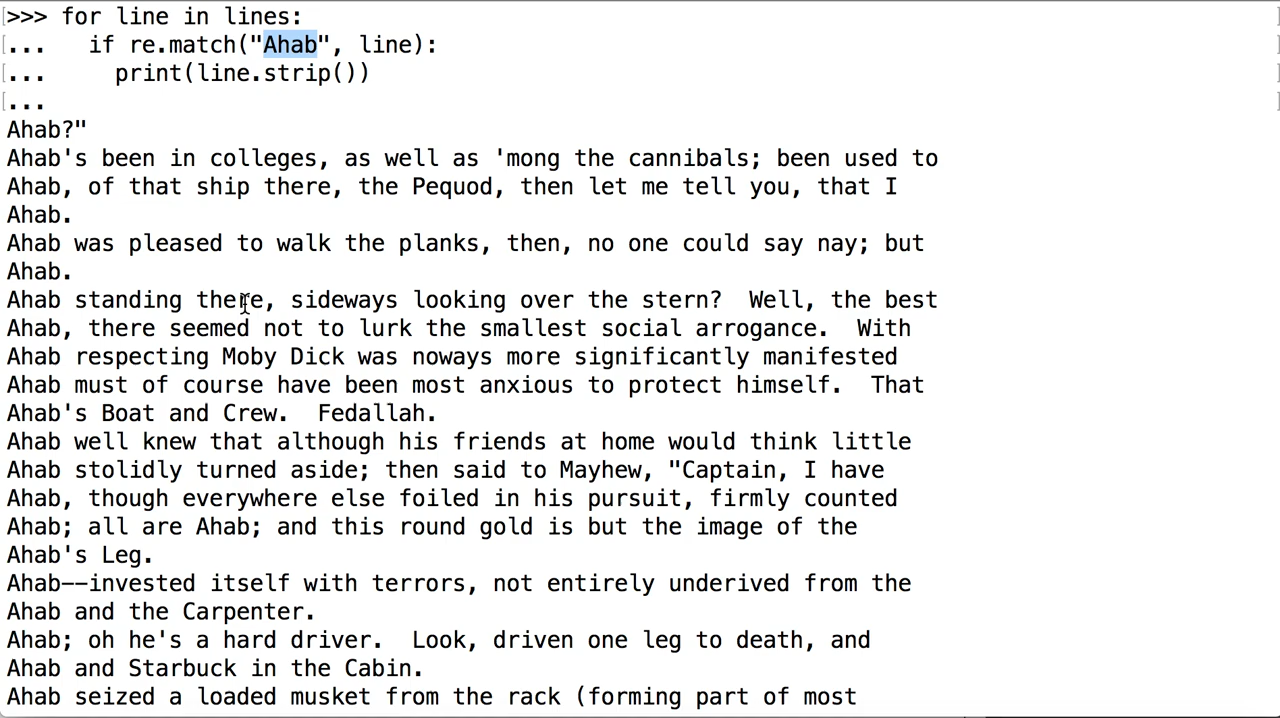 >>> for line in lines:
...   if re.match("Ahab", line):
...     print(line.strip())
...
Ahab?"
Ahab's been in colleges, as well as 'mong the cannibals; been used to
Ahab, of that ship there, the Pequod, then let me tell you, that I
Ahab.
Ahab was pleased to walk the planks, then, no one could say nay; but
Ahab.
Ahab standing there, sideways looking over the stern?  Well, the best
Ahab, there seemed not to lurk the smallest social arrogance.  With
Ahab respecting Moby Dick was noways more significantly manifested
Ahab must of course have been most anxious to protect himself.  That
Ahab's Boat and Crew.  Fedallah.
Ahab well knew that although his friends at home would think little
Ahab stolidly turned aside; then said to Mayhew, "Captain, I have
Ahab, though everywhere else foiled in his pursuit, firmly counted
Ahab; all are Ahab; and this round gold is but the image of the
Ahab's Leg.
Ahab--invested itself with terrors, not entirely underived from the
Ahab and the Carpenter.
Ahab; oh he's a hard driver.  Look, driven one leg to death, and
Ahab and Starbuck in the Cabin.
Ahab seized a loaded musket from the rack (forming part of most